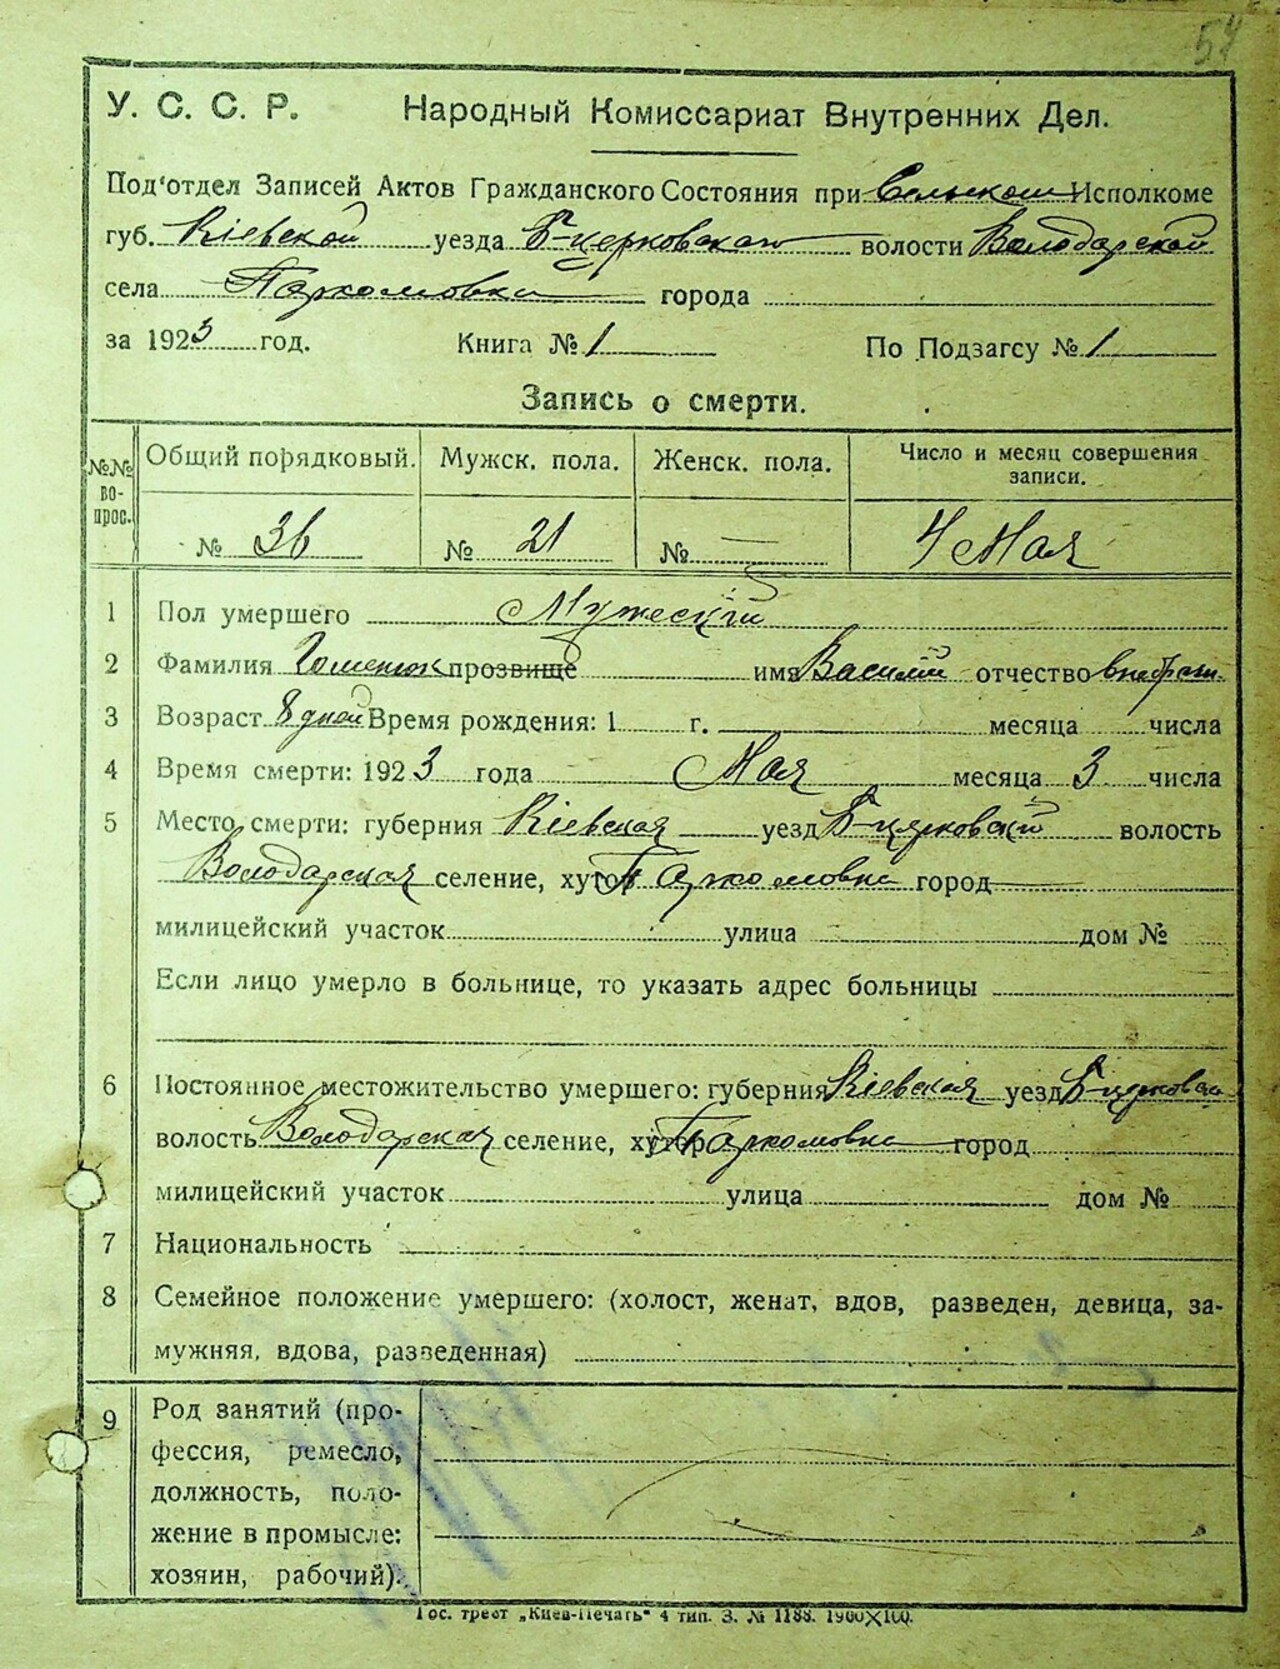 57
У. С. С. Р. Народный Комиссариат Внутренних Дел.
Под'отдел Записей Актов Гражданского Состояния при Сельском Исполкоме
губ. Кіевской уезда Б-церковского волости Володарской
села Пархомовки города
за 1923 год. Книга № 1 По Подзагсу № 1
Запись о смерти.
№№ во- прос. Общий порядковый. Мужск. пола. Женск. пола. Число и месяц совершения записи.
№ 36 № 21 № — 4 Мая
1 Пол умершего Мужескій
2 Фамилия Гоменюк прозвище имя Василій отчество
3 Возраст 8 дней Время рождения: 1 г. месяца числа
4 Время смерти: 1923 года Мая месяца 3 числа
5 Место смерти: губерния Кіевская уезд Б-церковскій волость
Володарская селение, хутор Пархомовка город
милицейский участок улица дом №
Если лицо умерло в больнице, то указать адрес больницы
6 Постоянное местожительство умершего: губерния Кіевская уезд Б-церковск
волость Володарская селение, хутор Пархомовка город
милицейский участок улица дом №
7 Национальность
8 Семейное положение умершего: (холост, женат, вдов, разведен, девица, за-
мужняя, вдова, разведенная)
9 Род занятий (про-
фессия, ремесло,
должность, поло-
жение в промысле:
хозяин, рабочий).
Гос. трест „Киев-Печать" 4 тип. З. № 1188. 1900X100.